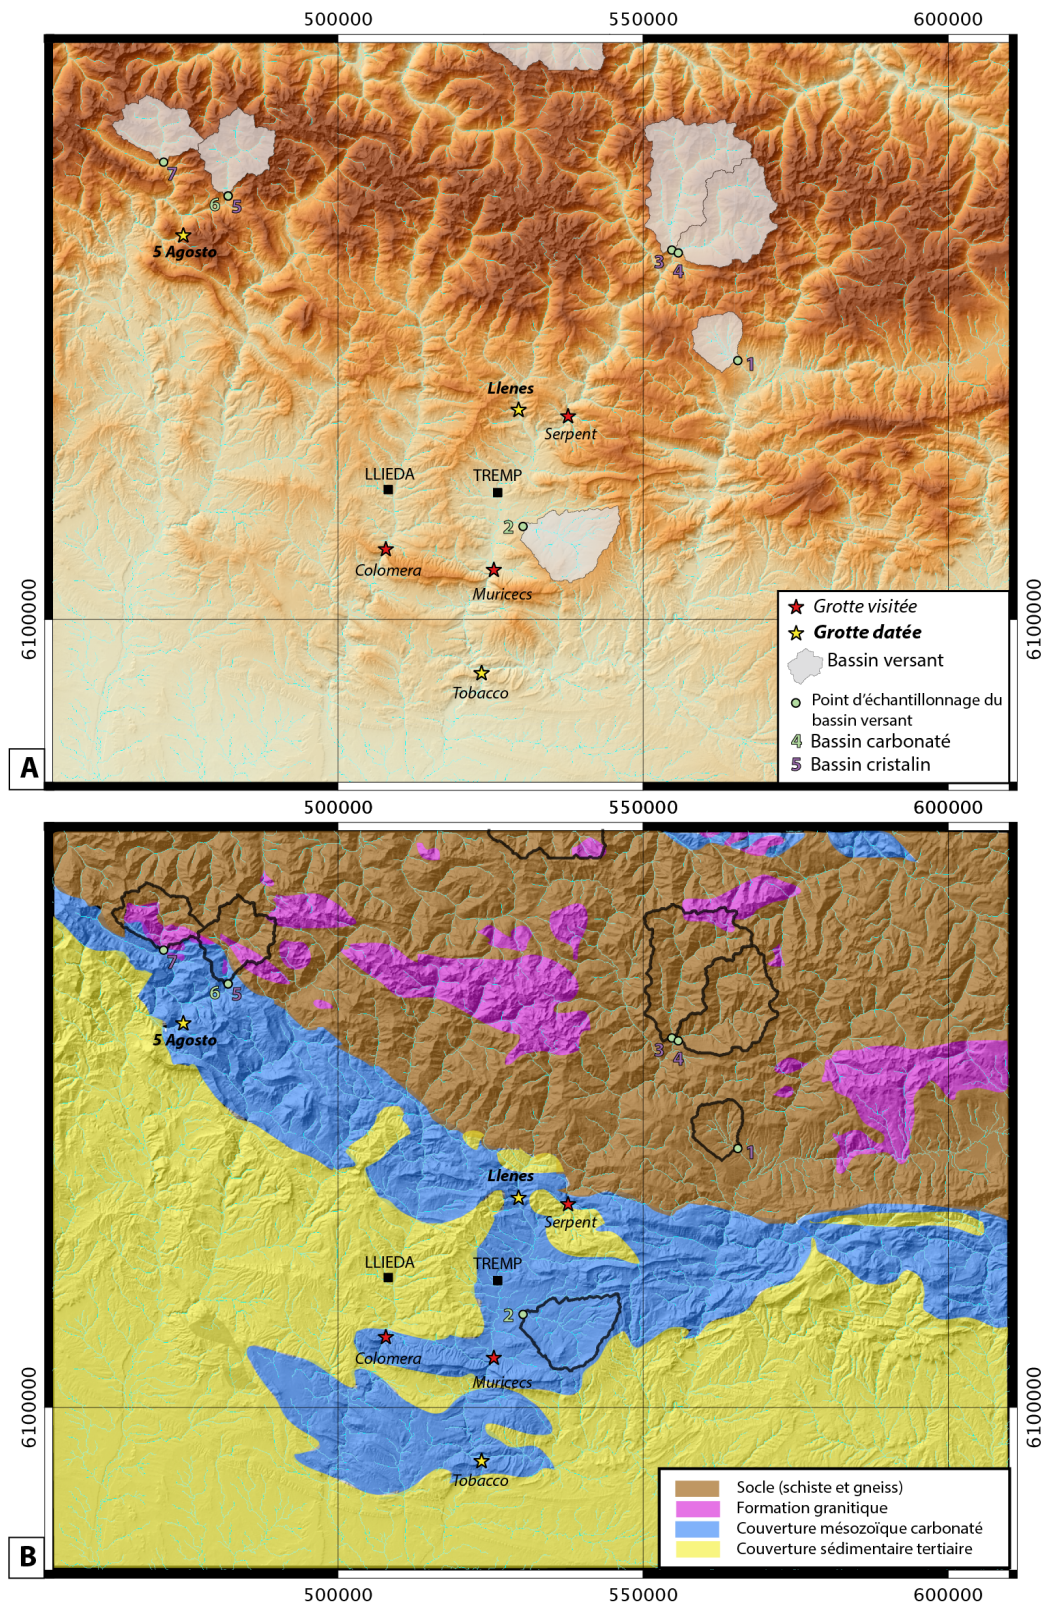 500000 550000 600000
7
6 5
5 Agosto
3
4
1
Llenes
Serpent
LLIEDA TREMP
2
Colomera
Muricecs
Tobacco
6100000 6100000
Grotte visitée
Grotte datée
Bassin versant
Point d'échantillonnage du
bassin versant
4 Bassin carbonaté
5 Bassin cristalin
A
500000 550000 600000
7
6 5
5 Agosto
3
4
1
Llenes
Serpent
LLIEDA TREMP
2
Colomera
Muricecs
Tobacco
6100000 6100000
Socle (schiste et gneiss)
Formation granitique
Couverture mésozoïque carbonaté
Couverture sédimentaire tertiaire
B
500000 550000 600000